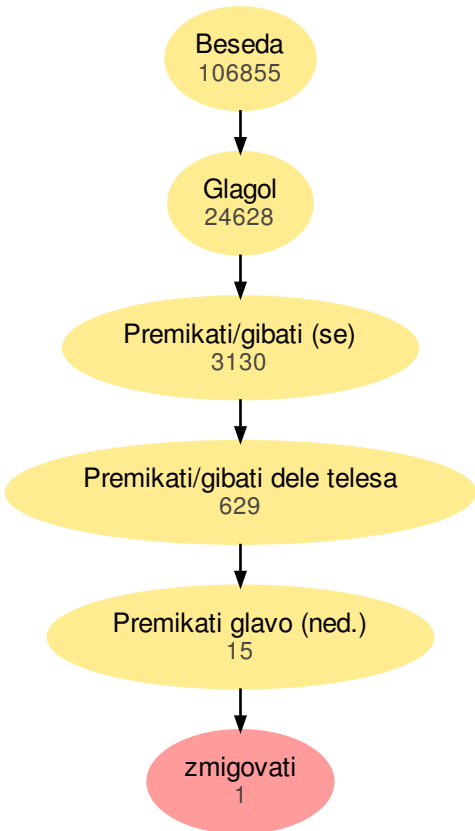 Beseda
106855
Glagol
24628
Premikati/gibati (se)
3130
Premikati/gibati dele telesa
629
Premikati glavo (ned.)
15
zmigovati
1